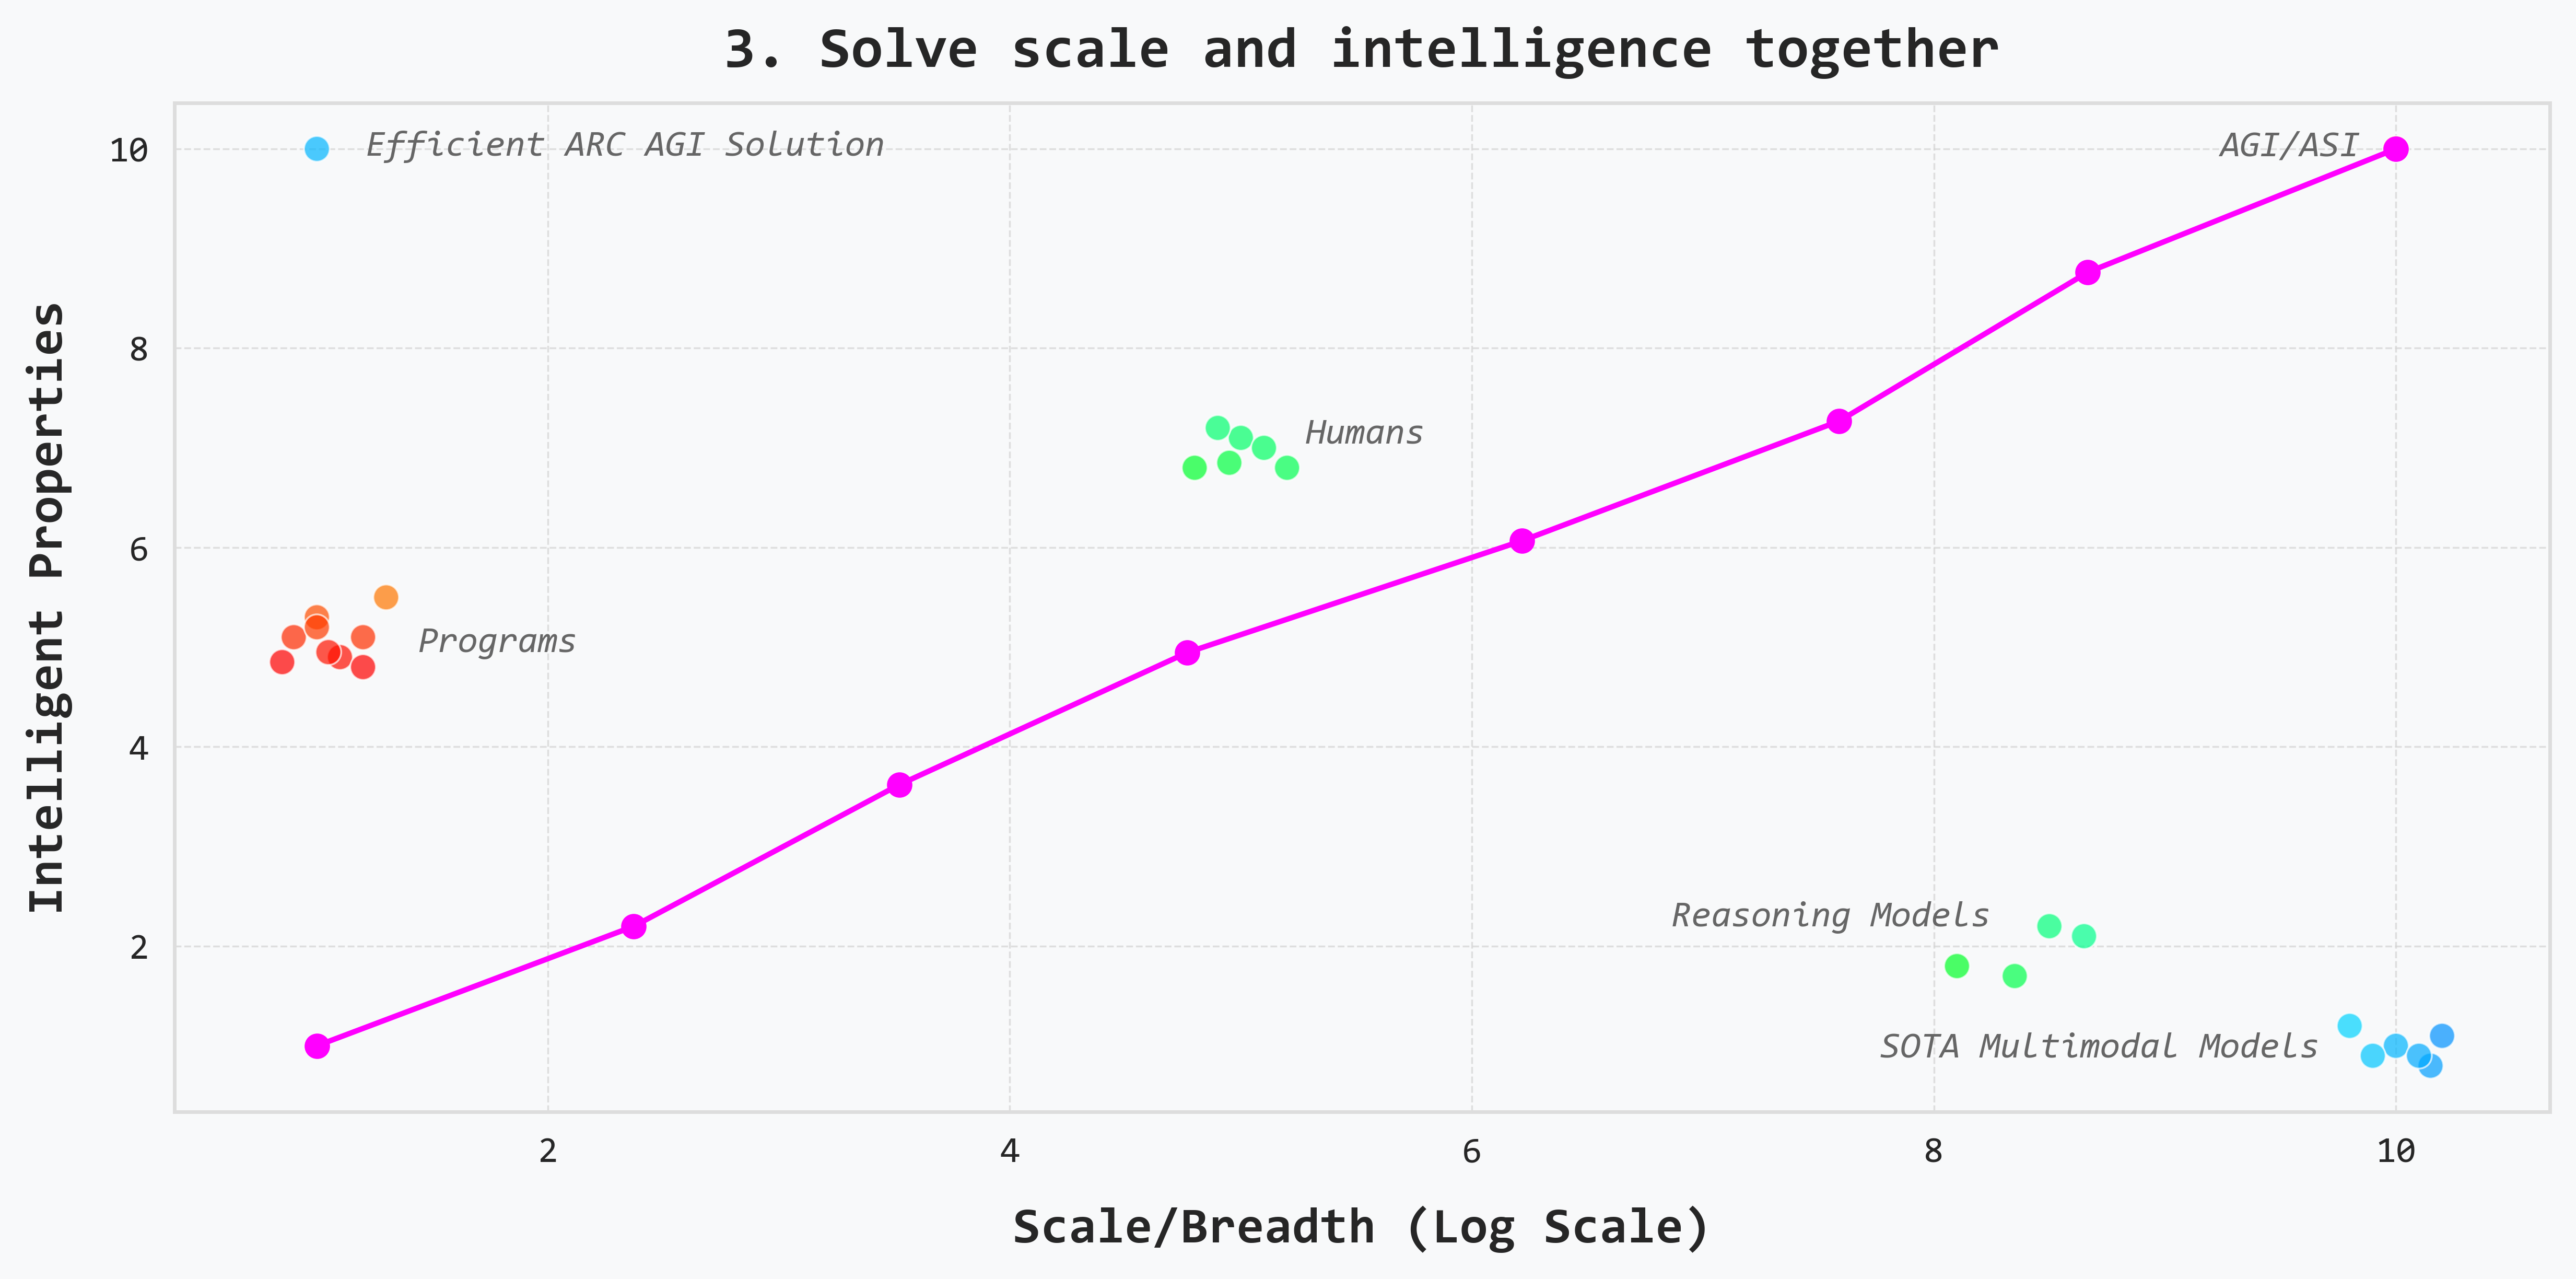 3. Solve scale and intelligence together
Intelligent Properties
10
8
6
4
2
Efficient ARC AGI Solution
AGI/ASI
Humans
Programs
Reasoning Models
SOTA Multimodal Models
2
4
6
8
10
Scale/Breadth (Log Scale)